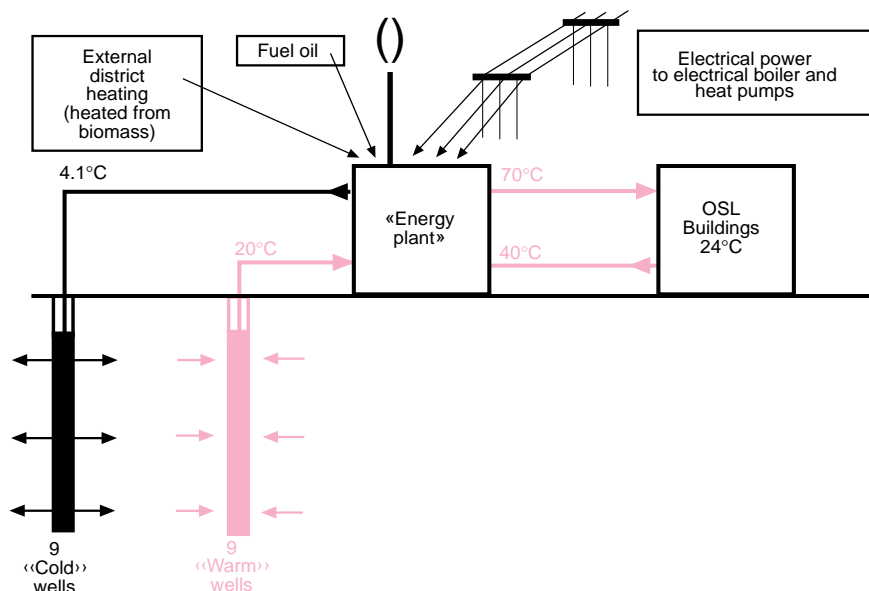 External
district
heating
(heated from
biomass)
Fuel oil
Electrical power
to electrical boiler and
heat pumps
4.1°C
20°C
«Energy
plant»
70°C
40°C
OSL
Buildings
24°C
9
‹‹Cold››
wells
9
‹‹Warm››
wells